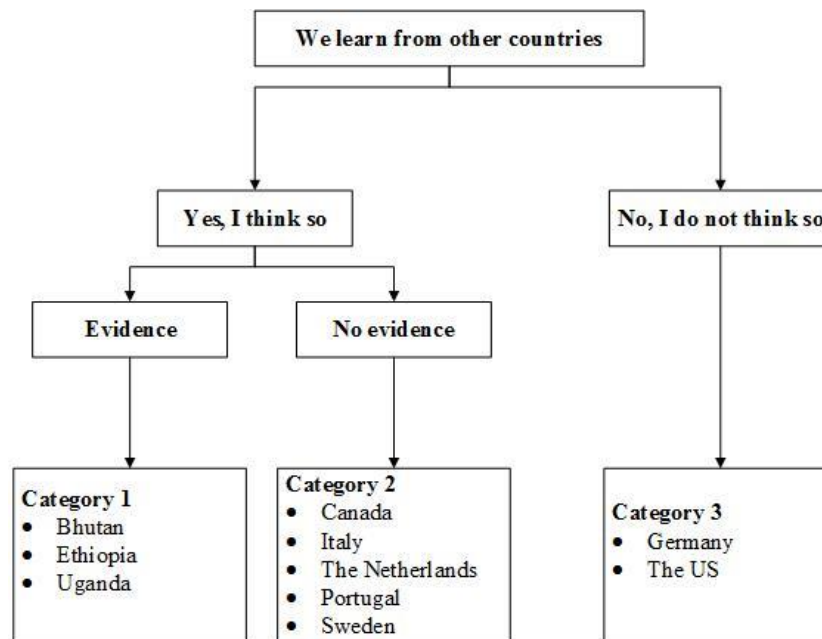 We learn from other countries
Yes, I think so
No, I do not think so
Evidence
No evidence
Category 1
• Bhutan
• Ethiopia
• Uganda
Category 2
• Canada
• Italy
• The Netherlands
• Portugal
• Sweden
Category 3
• Germany
• The US